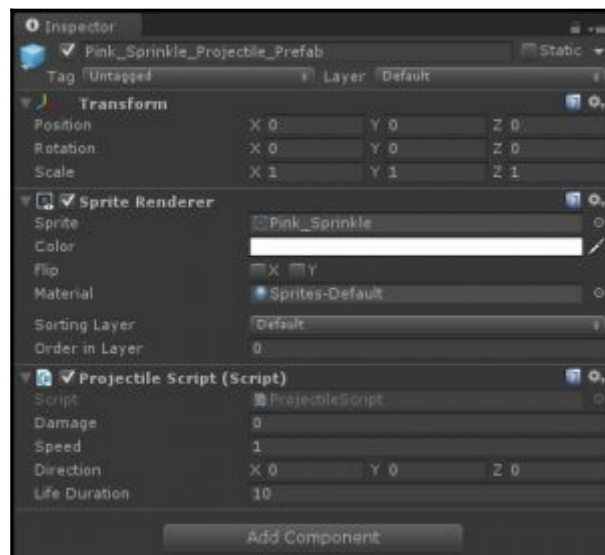 Inspector
Pink_Sprinkle_Projectile_Prefab Static
Tag Untagged Layer Default
Transform
Position X 0 Y 0 Z 0
Rotation X 0 Y 0 Z 0
Scale X 1 Y 1 Z 1
Sprite Renderer
Sprite Pink_Sprinkle
Color
Flip X Y
Material Sprites-Default
Sorting Layer Default
Order in Layer 0
Projectile Script (Script)
Script ProjectileScript
Damage 0
Speed 1
Direction X 0 Y 0 Z 0
Life Duration 10
Add Component